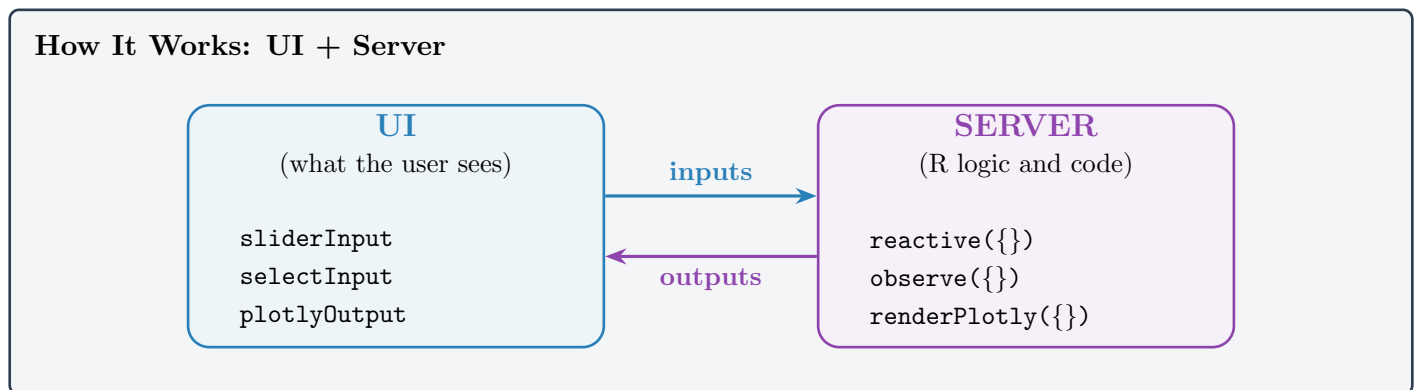 How It Works: UI + Server
UI
(what the user sees)
sliderInput
selectInput
plotlyOutput
inputs
outputs
SERVER
(R logic and code)
reactive({})
observe({})
renderPlotly({})